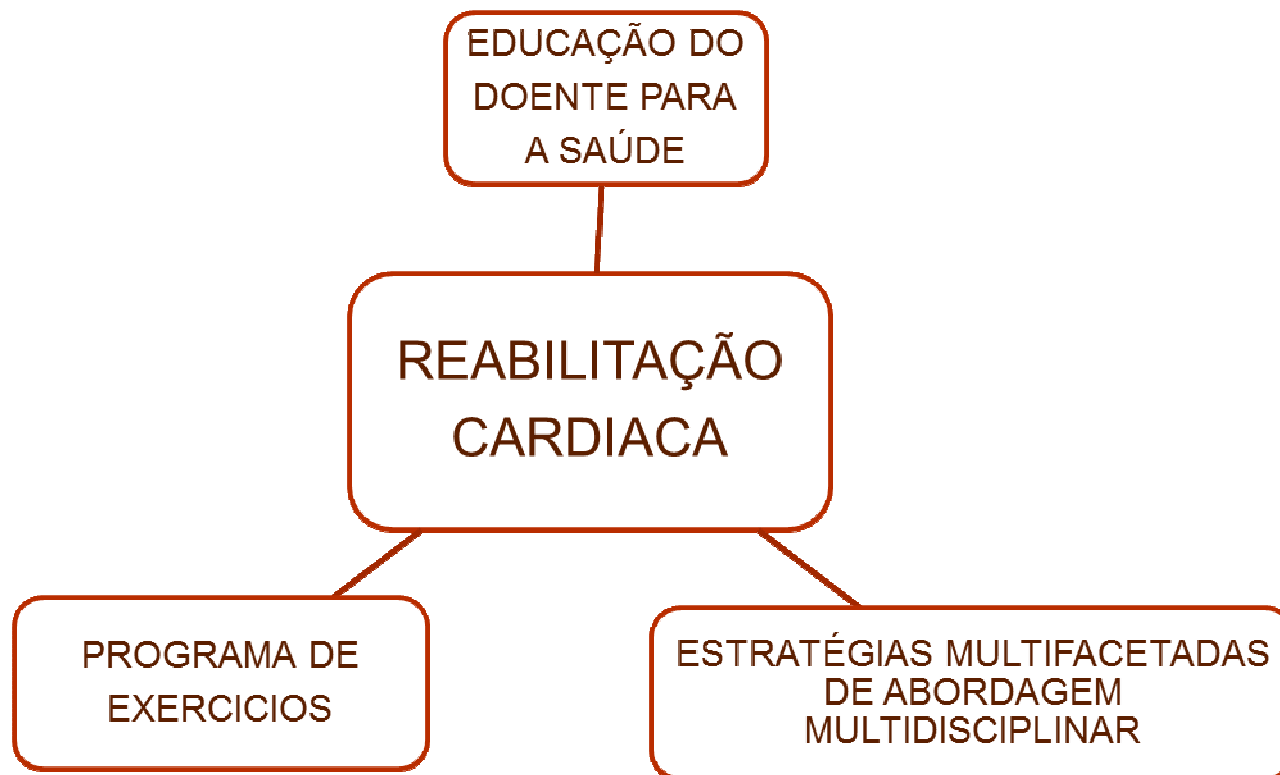 EDUCAÇÃO DO
DOENTE PARA
A SAÚDE
REABILITAÇÃO
CARDIACA
PROGRAMA DE
EXERCICIOS
ESTRATÉGIAS MULTIFACETADAS
DE ABORDAGEM
MULTIDISCIPLINAR